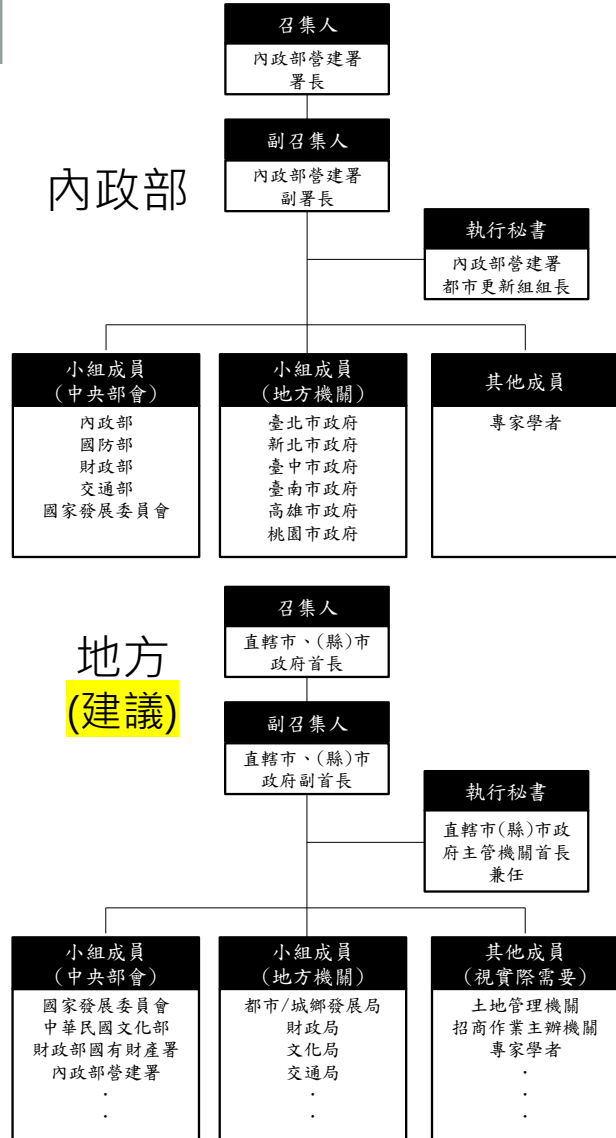 召集人
內政部營建署
署長
副召集人
內政部營建署
副署長
內政部
執行秘書
內政部營建署
都市更新組組長
小組成員
(中央部會)
內政部
國防部
財政部
交通部
國家發展委員會
小組成員
(地方機關)
臺北市政府
新北市政府
臺中市政府
臺南市政府
高雄市政府
桃園市政府
其他成員
專家學者
召集人
直轄市、(縣)市
政府首長
地方
(建議)
副召集人
直轄市、(縣)市
政府副首長
執行秘書
直轄市(縣)市政
府主管機關首長
兼任
小組成員
(中央部會)
國家發展委員會
中華民國文化部
財政部國有財產署
內政部營建署
.
.
小組成員
(地方機關)
都市/城鄉發展局
財政局
文化局
交通局
.
.
其他成員
(視實際需要)
土地管理機關
招商作業主辦機關
專家學者
.
.
.